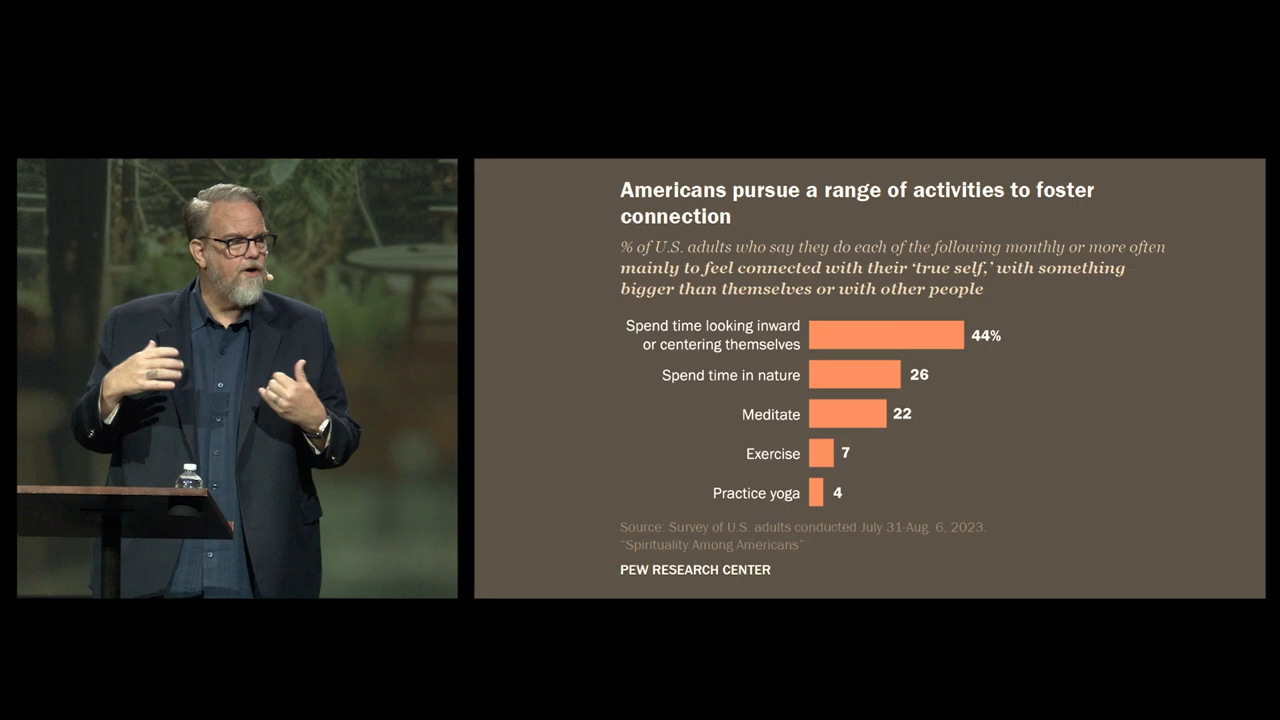 Americans pursue a range of activities to foster
connection
% of U.S. adults who say they do each of the following monthly or more often
mainly to feel connected with their ‘true self,’ with something
bigger than themselves or with other people
Spend time looking inward
or centering themselves
44%
Spend time in nature
26
Meditate
22
Exercise
7
Practice yoga
4
Source: Survey of U.S. adults conducted July 31-Aug. 6, 2023.
“Spirituality Among Americans”
PEW RESEARCH CENTER